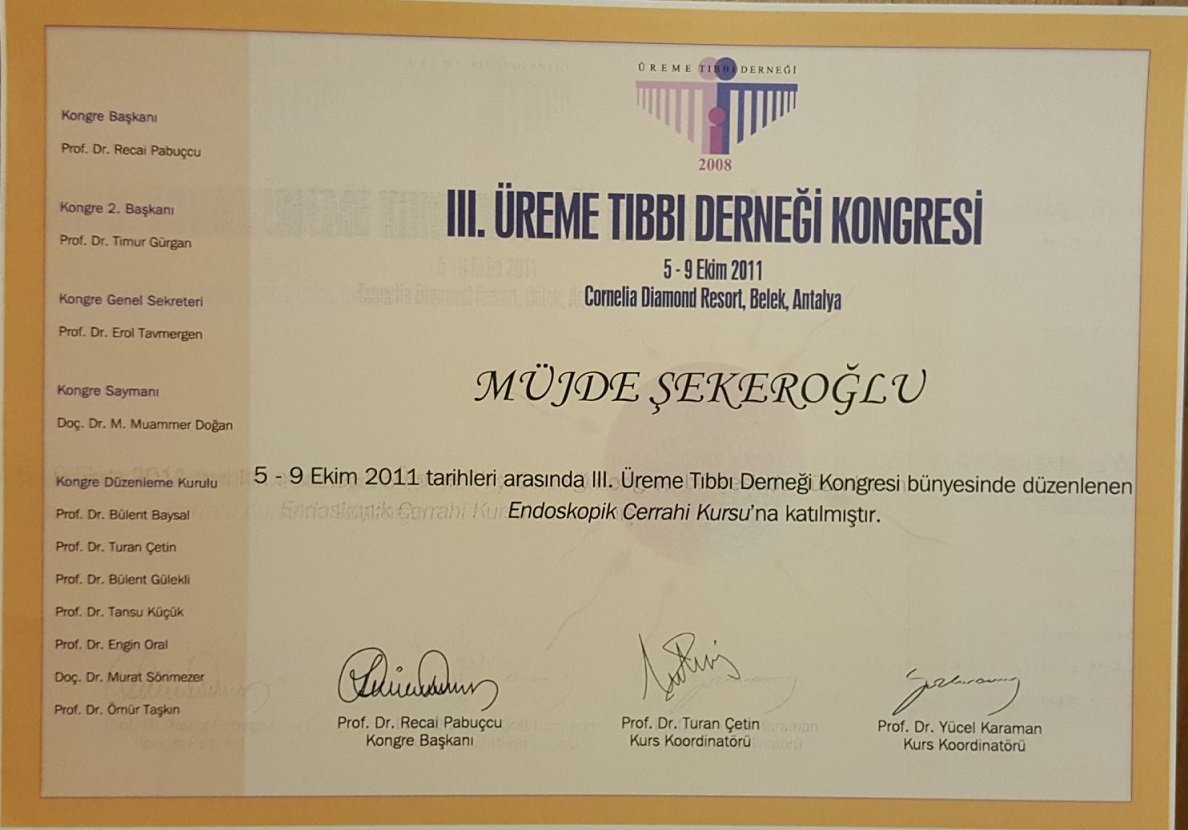 Kongre Başkanı
Prof. Dr. Recai Pabuçcu
Kongre 2. Başkanı
Prof. Dr. Timur Gürgan
Kongre Genel Sekreteri
Prof. Dr. Erol Tavmergen
Kongre Saymanı
Doç. Dr. M. Muammer Doğan
Kongre Düzenleme Kurulu
Prof. Dr. Bülent Baysal
Prof. Dr. Turan Çetin
Prof. Dr. Bülent Gülekli
Prof. Dr. Tansu Küçük
Prof. Dr. Engin Oral
Doç. Dr. Murat Sönmezer
Prof. Dr. Ömür Taşkın
ÜREME TIBBI DERNEĞİ
2008
III. ÜREME TIBBI DERNEĞİ KONGRESİ
5 - 9 Ekim 2011
Cornelia Diamond Resort, Belek, Antalya
MÜJDE ŞEKEROĞLU
5 - 9 Ekim 2011 tarihleri arasında III. Üreme Tıbbı Derneği Kongresi bünyesinde düzenlenen
Endoskopik Cerrahi Kursu'na katılmıştır.
Prof. Dr. Recai Pabuçcu
Kongre Başkanı
Prof. Dr. Turan Çetin
Kurs Koordinatörü
Prof. Dr. Yücel Karaman
Kurs Koordinatörü